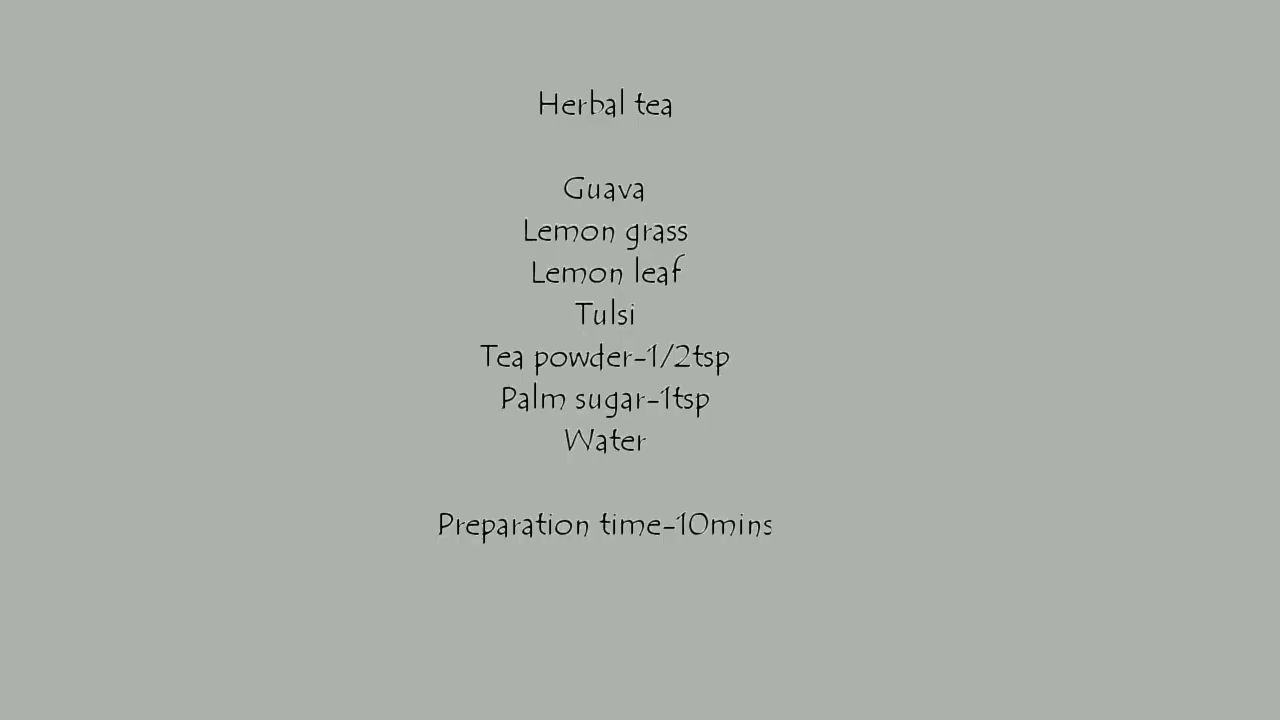 Herbal tea
Guava
Lemon grass
Lemon leaf
Tulsi
Tea powder-1/2tsp
Palm sugar-1tsp
Water
Preparation time-10mins